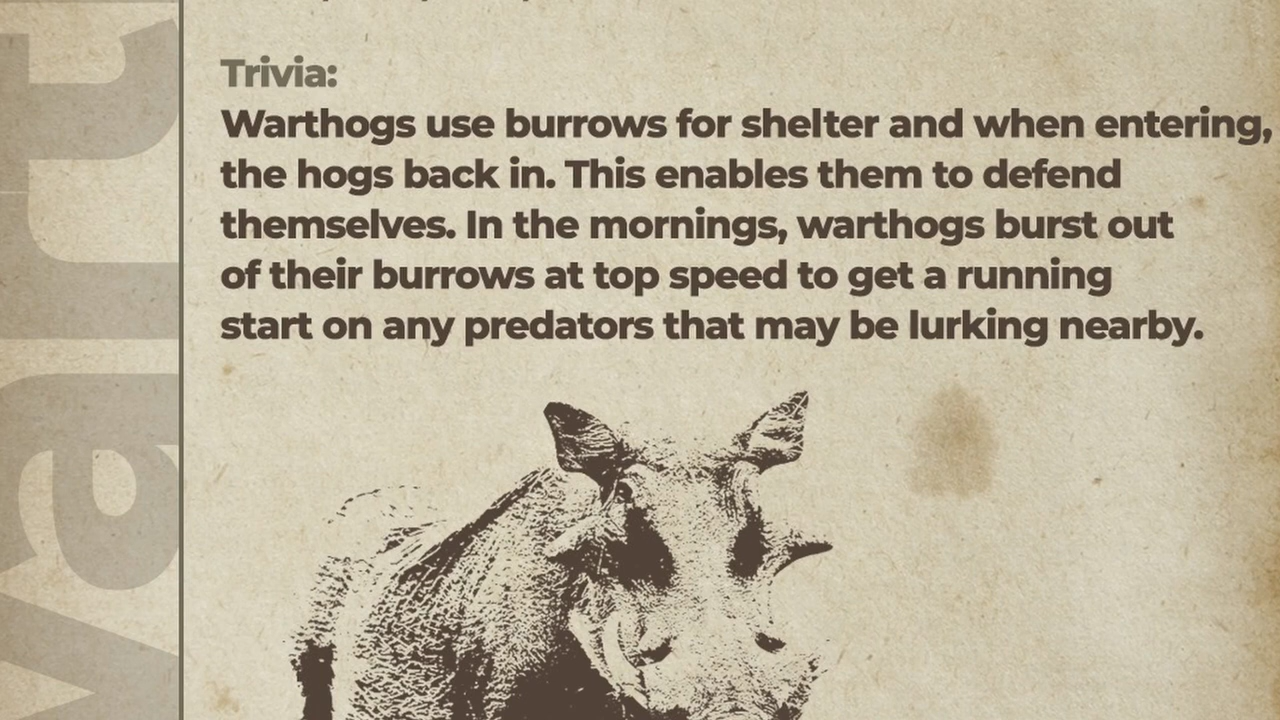 Trivia:
Warthogs use burrows for shelter and when entering,
the hogs back in. This enables them to defend
themselves. In the mornings, warthogs burst out
of their burrows at top speed to get a running
start on any predators that may be lurking nearby.
wart